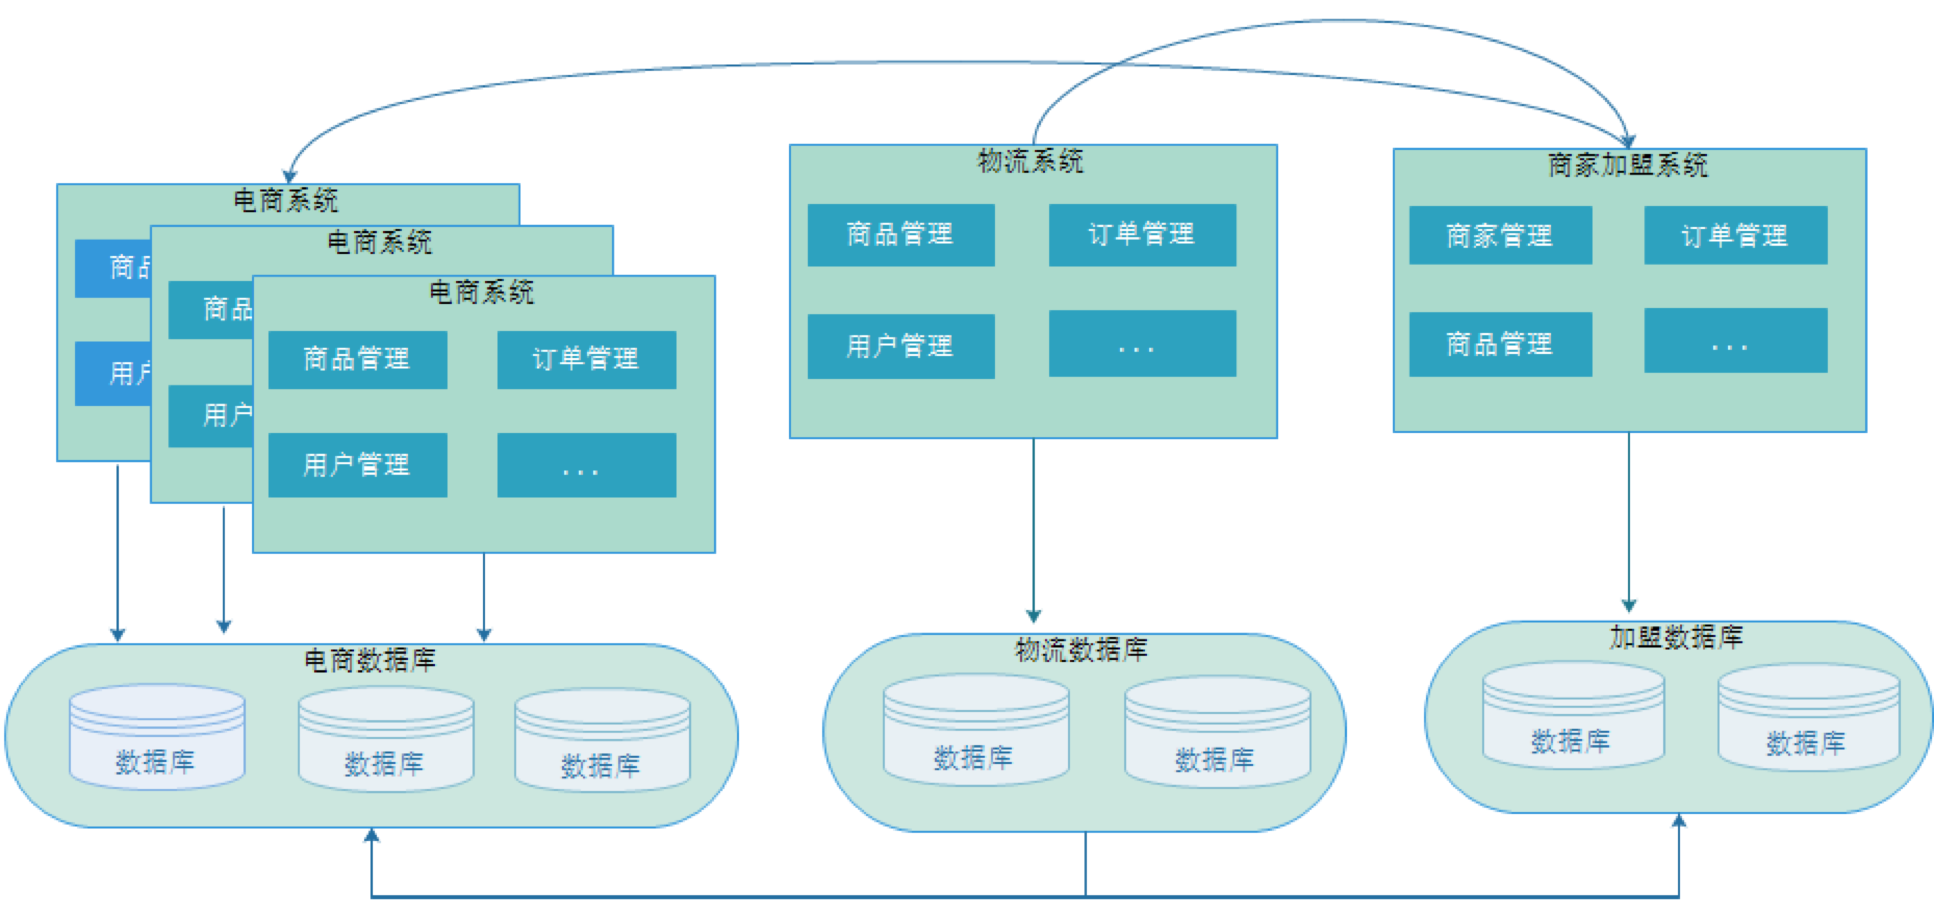 电商系统
商品
用户
电商系统
商品
用户
电商系统
商品管理
订单管理
用户管理
...
物流系统
商品管理
订单管理
用户管理
...
商家加盟系统
商家管理
订单管理
商品管理
...
电商数据库
数据库
数据库
数据库
物流数据库
数据库
数据库
加盟数据库
数据库
数据库